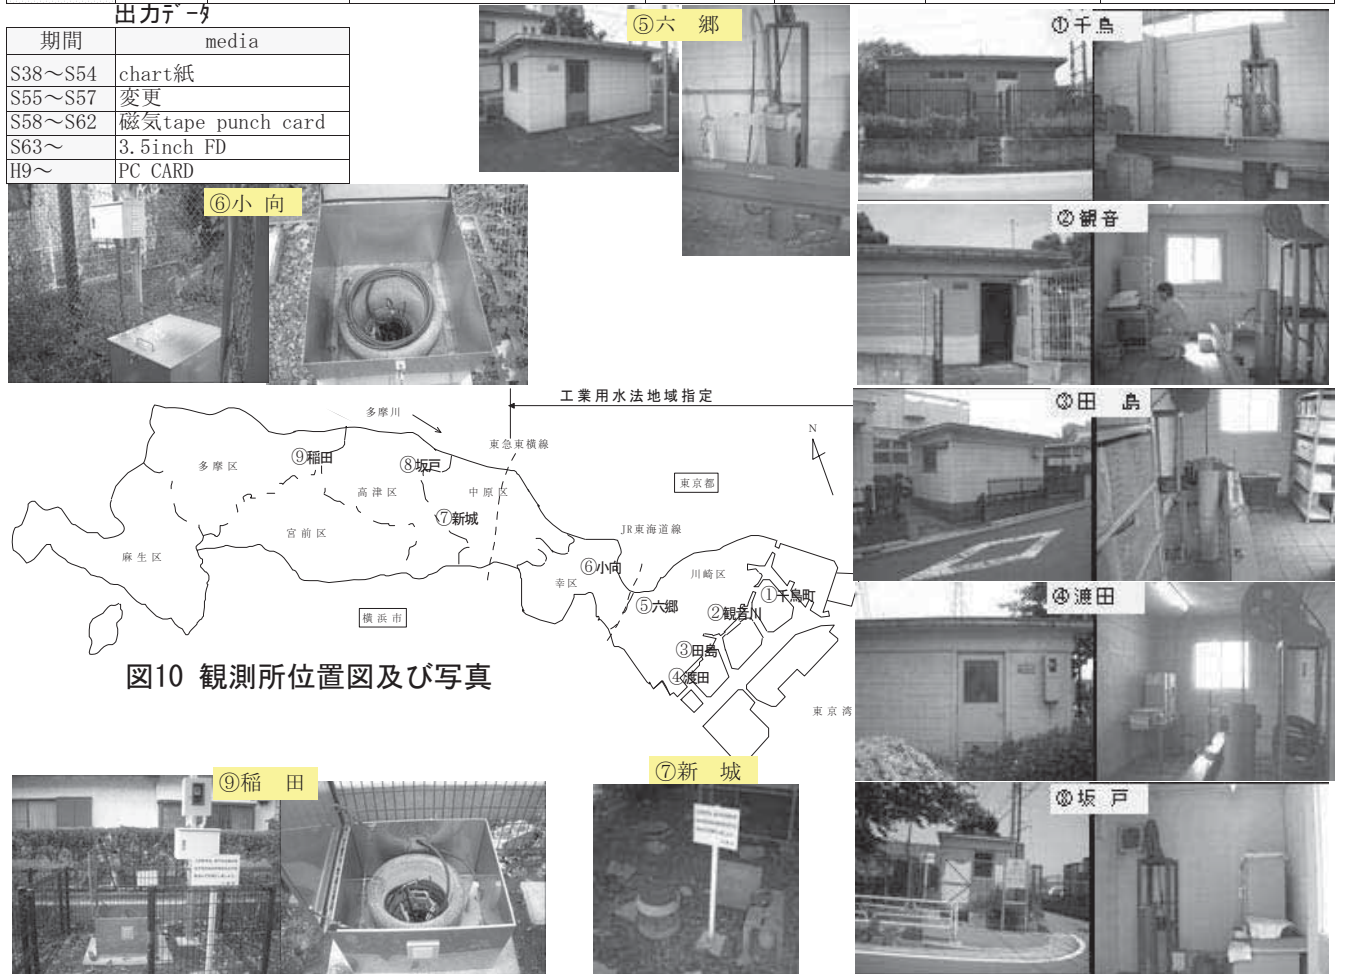 出力ﾃﾞｰﾀ
期間 media
S38～S54 chart紙
S55～S57 変更
S58～S62 磁気tape punch card
S63～ 3.5inch FD
H9～ PC CARD
⑤六 郷
①千鳥
⑥小 向
②観音
③田 島
④渡田
⑧坂 戸
工業用水法地域指定
多摩川
東急東横線
N
⑨稲田
⑧坂戸
多摩区
高津区
中原区
東京都
⑦新城
JR東海道線
宮前区
麻生区
⑥小向
幸区
川崎区
①千鳥町
⑤六郷
②観音川
横浜市
③田島
④渡田
東京湾
図10 観測所位置図及び写真
⑨稲 田
⑦新 城